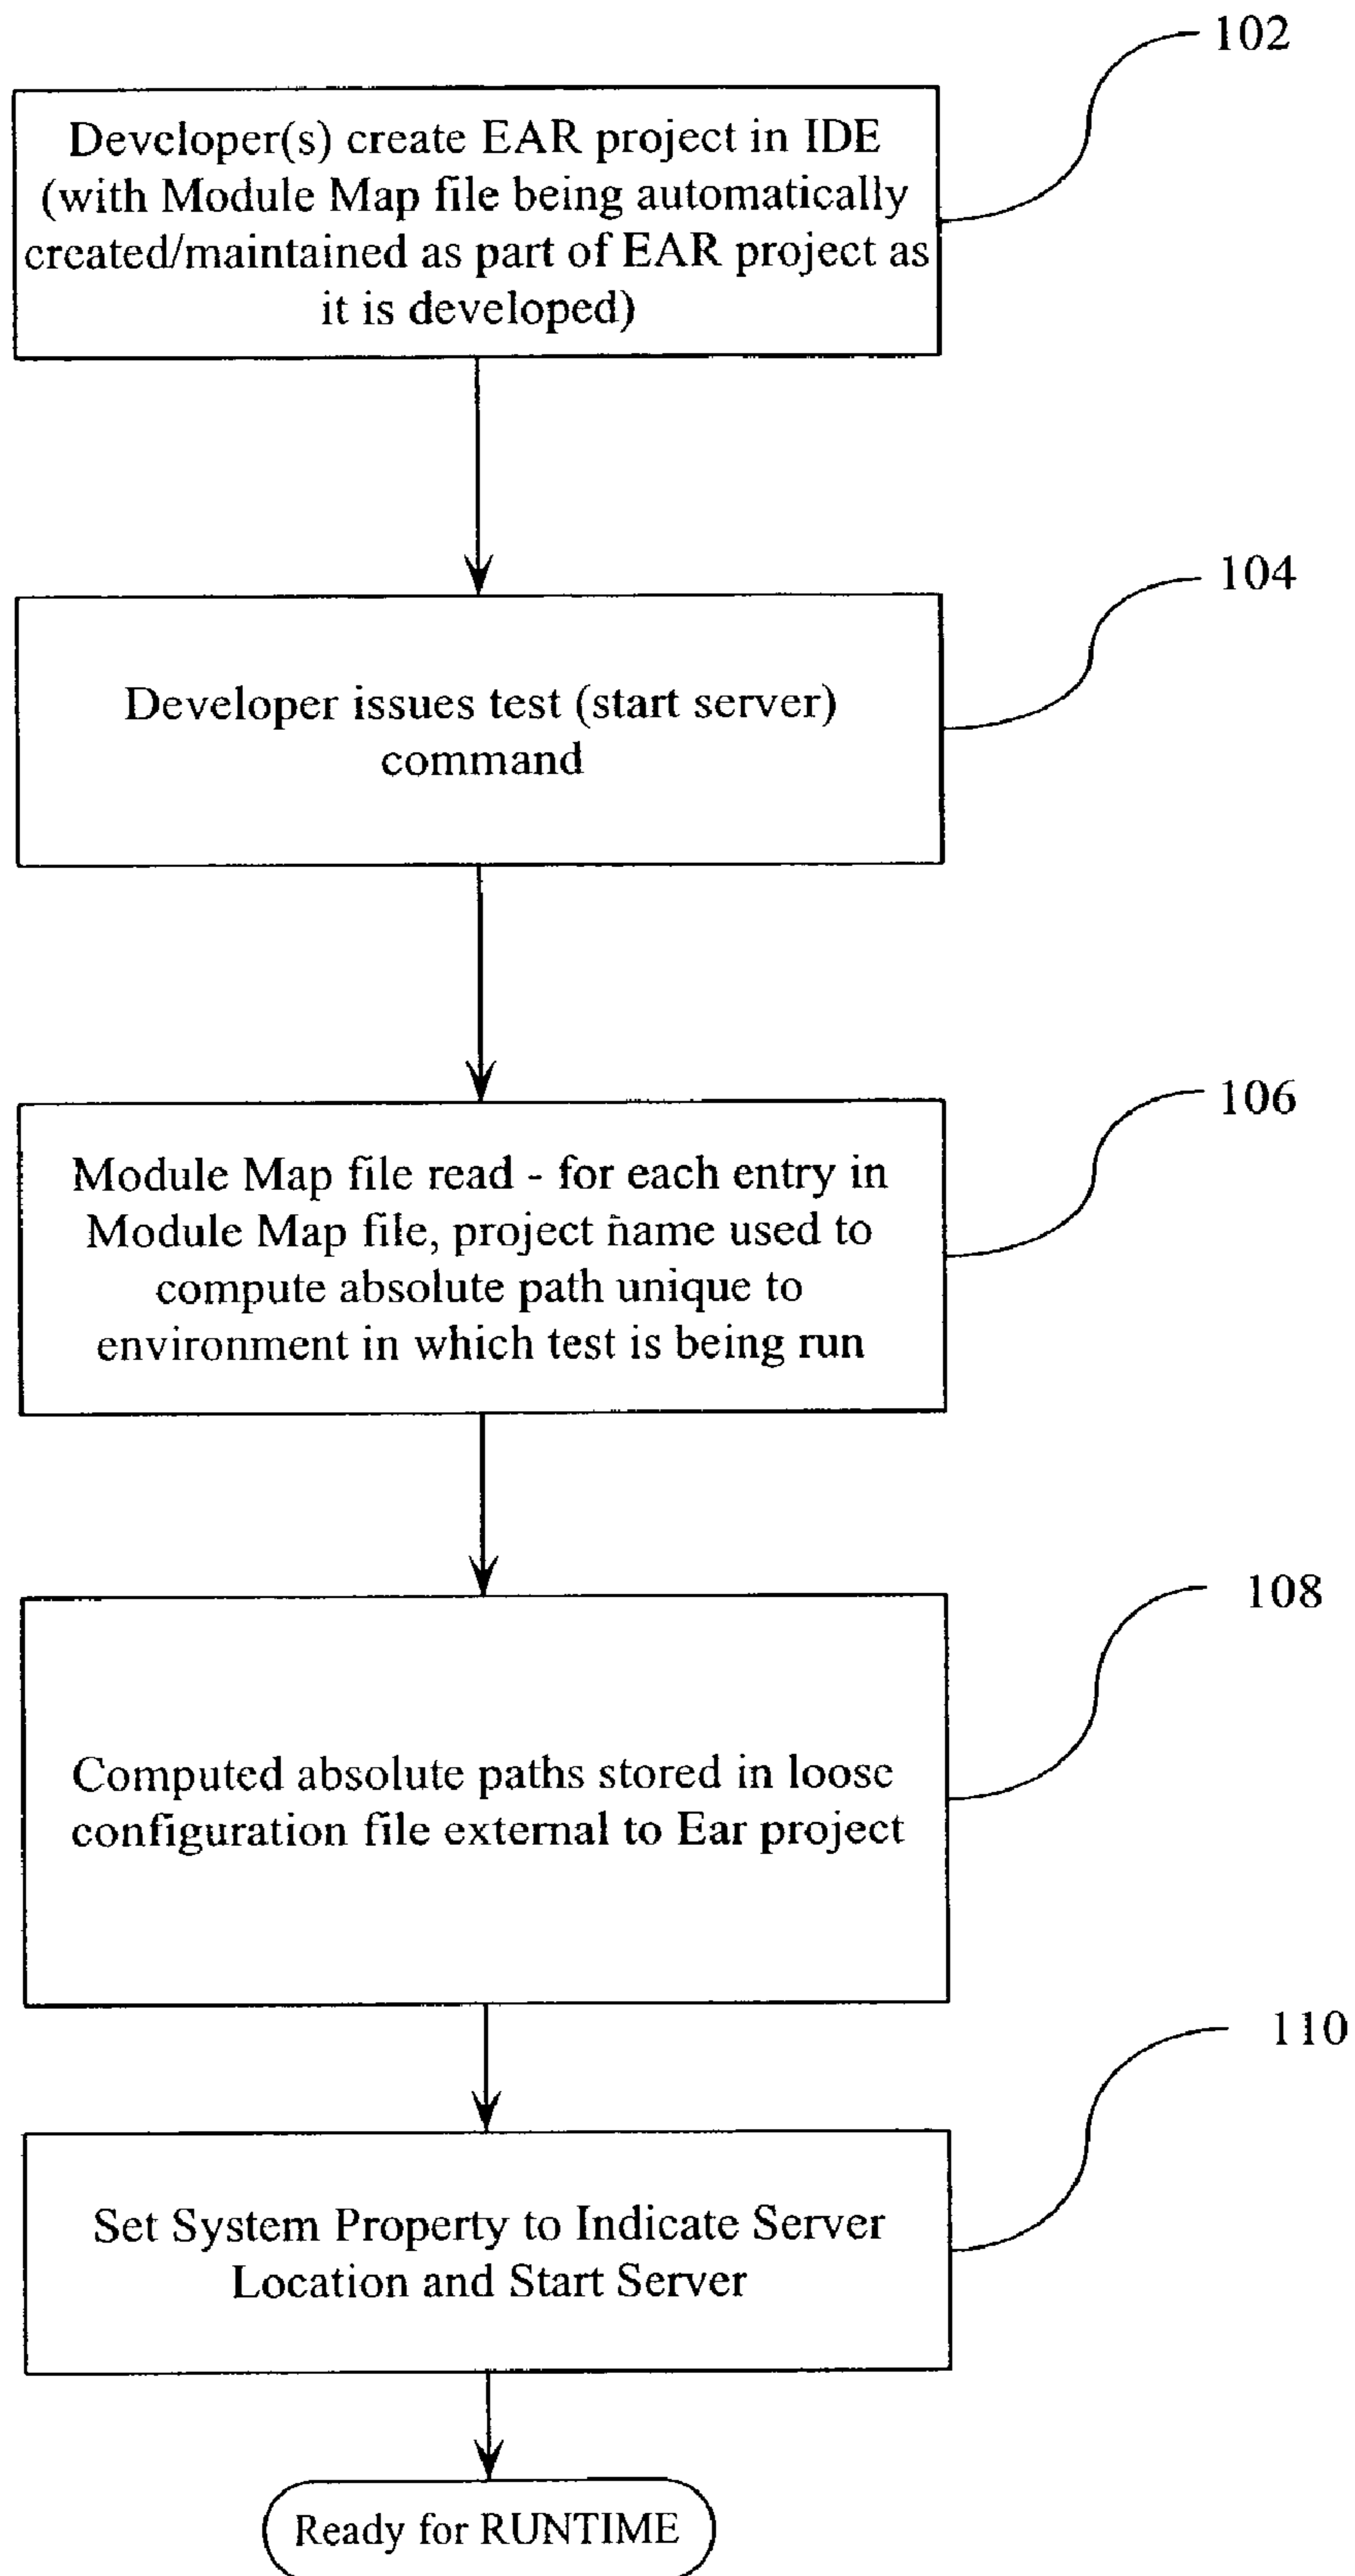 102
Developer(s) create EAR project in IDE
(with Module Map file being automatically
created/maintained as part of EAR project as
it is developed)
104
Developer issues test (start server)
command
106
Module Map file read - for each entry in
Module Map file, project name used to
compute absolute path unique to
environment in which test is being run
108
Computed absolute paths stored in loose
configuration file external to Ear project
110
Set System Property to Indicate Server
Location and Start Server
Ready for RUNTIME